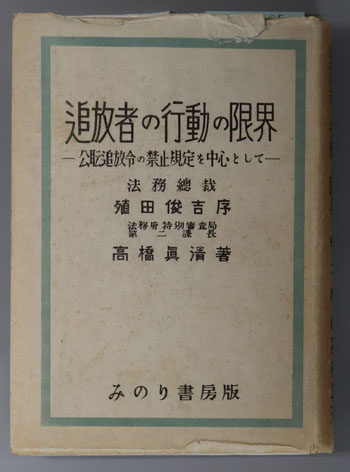 追放者の行動の限界
―公職追放令の禁止規定を中心として―
法務總裁
殖田俊吉序
法務府特別審査局
第二課長
高橋眞清著
みのり書房版